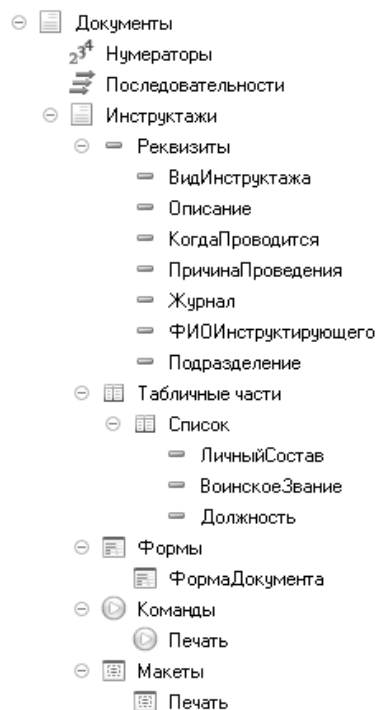 Документы
Нумераторы
Последовательности
Инструктажи
Реквизиты
ВидИнструктажа
Описание
КогдаПроводится
ПричинаПроведения
Журнал
ФИОИнструктирующего
Подразделение
Табличные части
Список
ЛичныйСостав
ВоинскоеЗвание
Должность
Формы
ФормаДокумента
Команды
Печать
Макеты
Печать